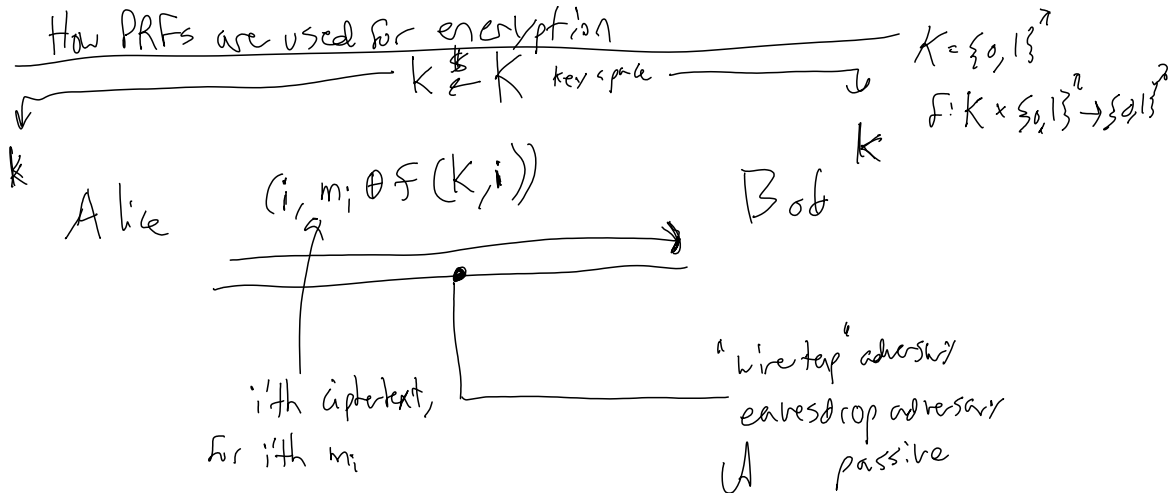 How PRFs are used for encryption
k $← K key space
K = {0,1}^n
f: K × {0,1}^n → {0,1}^n
k
k
Alice
(i, m_i ⊕ f(K,i))
Bob
i'th ciphertext,
for i'th m_i
"wiretap" adversary
eavesdrop adversary
A passive